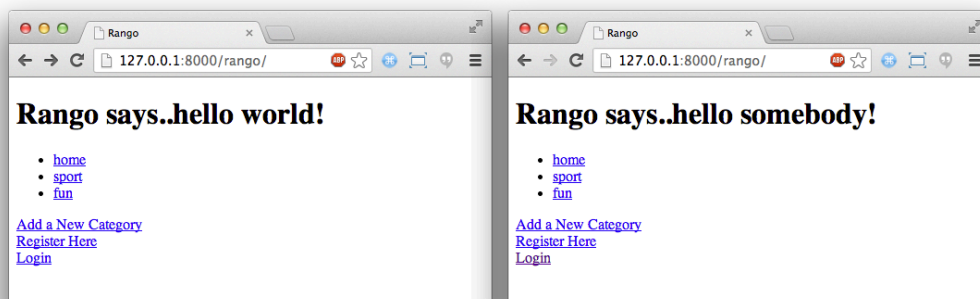 Rango
127.0.0.1:8000/rango/
ABP
Rango says..hello world!
home
sport
fun
Add a New Category
Register Here
Login
Rango
127.0.0.1:8000/rango/
ABP
Rango says..hello somebody!
home
sport
fun
Add a New Category
Register Here
Login